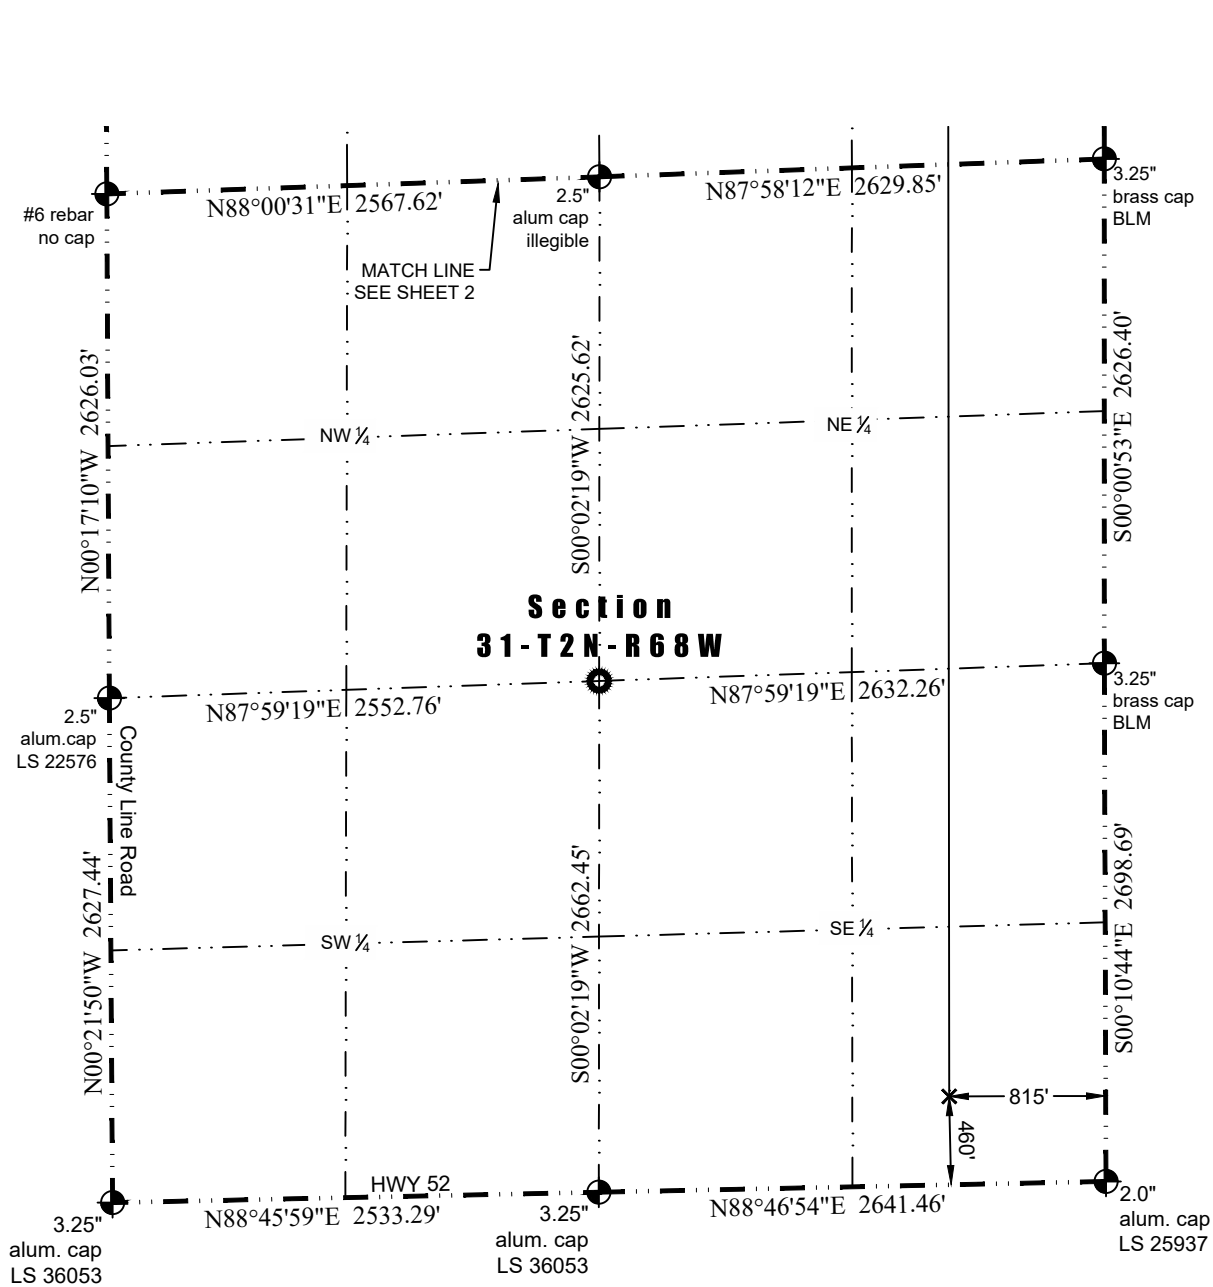 #6 rebar
no cap
N88°00'31"E 2567.62'
2.5"
alum cap
illegible
N87°58'12"E 2629.85'
3.25"
brass cap
BLM
MATCH LINE
SEE SHEET 2
N00°17'10"W 2626.03'
S00°02'19"W 2625.62'
S00°00'53"E 2626.40'
NW ¼
NE ¼
Section
31-T2N-R68W
2.5"
alum.cap
LS 22576
N87°59'19"E 2552.76'
N87°59'19"E 2632.26'
3.25"
brass cap
BLM
County Line Road
N00°21'50"W 2627.44'
S00°02'19"W 2662.45'
S00°10'44"E 2698.69'
SW ¼
SE ¼
815'
460'
HWY 52
3.25"
alum. cap
LS 36053
N88°45'59"E 2533.29'
3.25"
alum. cap
LS 36053
N88°46'54"E 2641.46'
2.0"
alum. cap
LS 25937